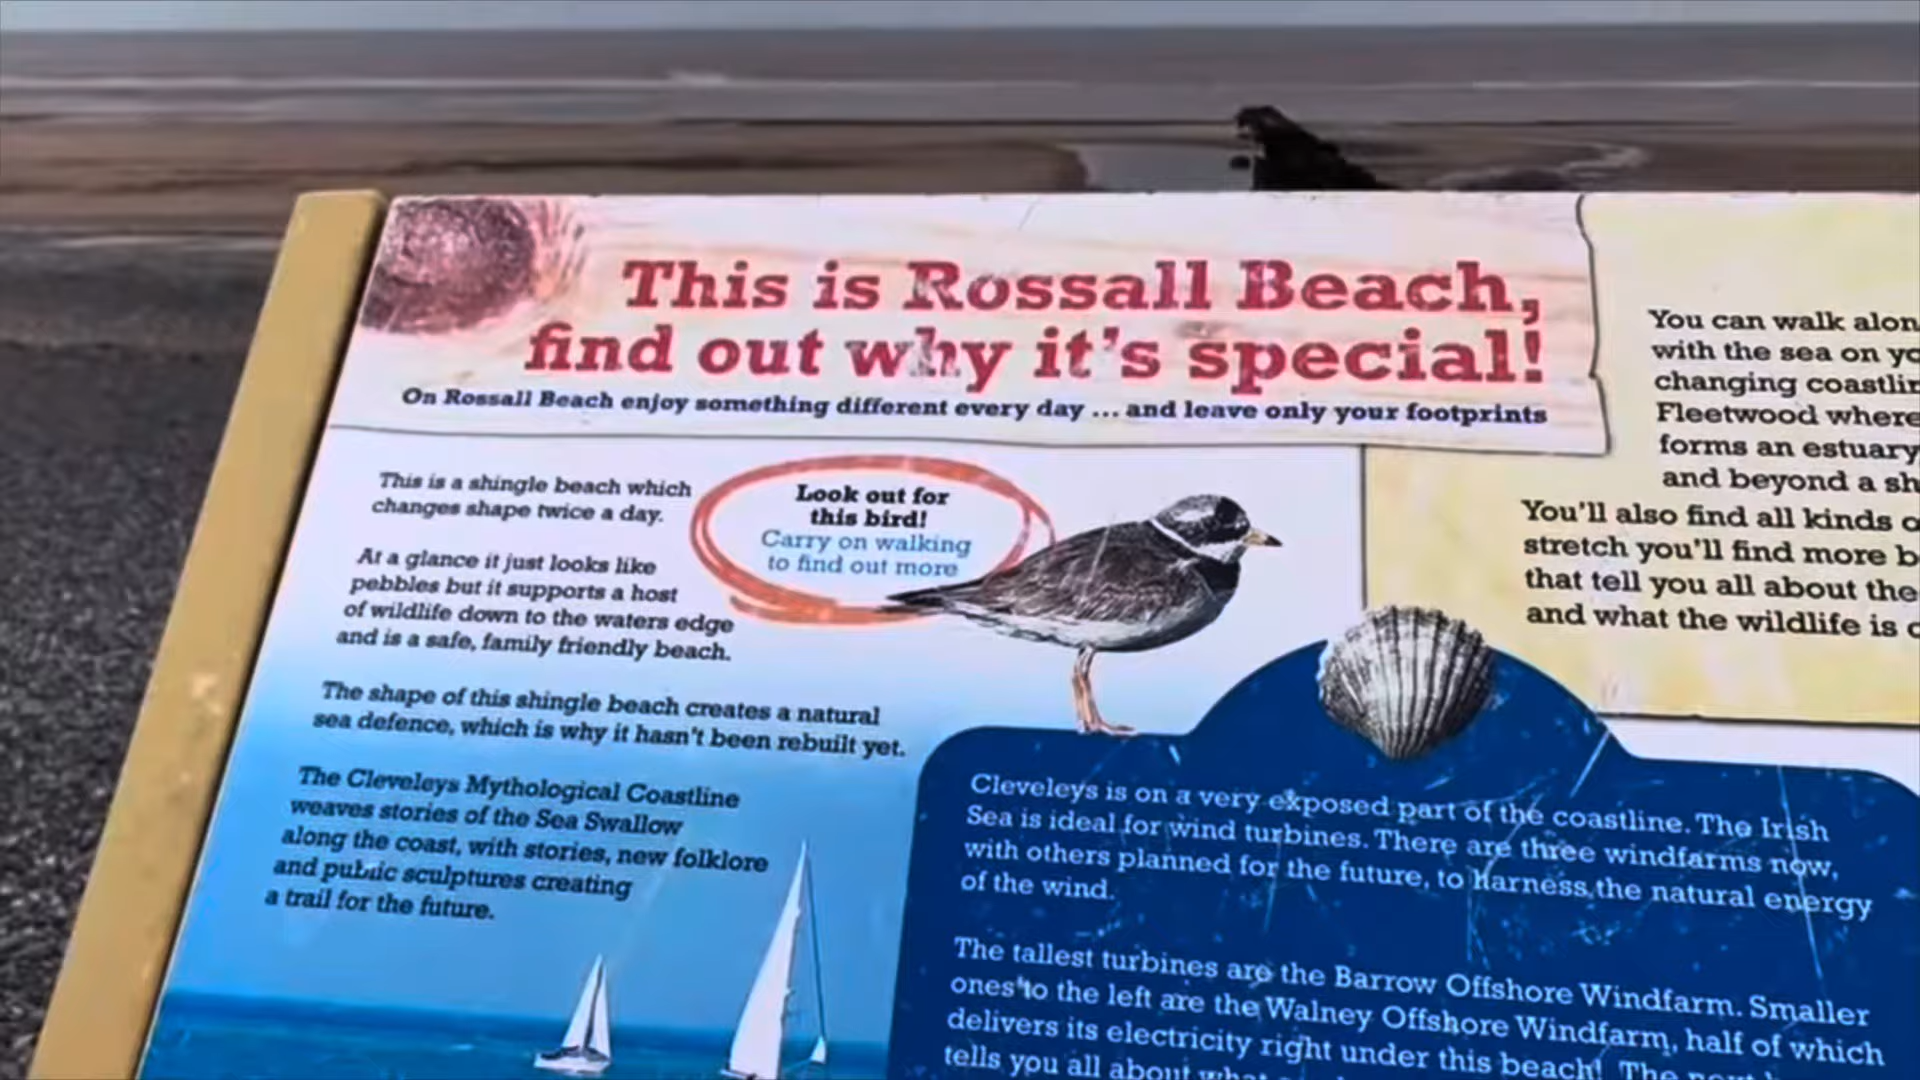 This is Rossall Beach,
find out why it's special!
On Rossall Beach enjoy something different every day ... and leave only your footprints
This is a shingle beach which
changes shape twice a day.
At a glance it just looks like
pebbles but it supports a host
of wildlife down to the waters edge
and is a safe, family friendly beach.
The shape of this shingle beach creates a natural
sea defence, which is why it hasn't been rebuilt yet.
The Cleveleys Mythological Coastline
weaves stories of the Sea Swallow
along the coast, with stories, new folklore
and public sculptures creating
a trail for the future.
Look out for
this bird!
Carry on walking
to find out more
You can walk
with the sea on
changing
Fleetwood where
forms an estuary
and beyond a
You'll also find all kinds
stretch you'll find more
that tell you all about the
and what the wildlife is
Cleveleys is on a very exposed part of the coastline. The Irish
Sea is ideal for wind turbines. There are three windfarms now,
with others planned for the future, to harness the natural energy
of the wind.
The tallest turbines are the Barrow Offshore Windfarm. Smaller
ones to the left are the Walney Offshore Windfarm, half of which
delivers its electricity right under this beach! The
tells you all about